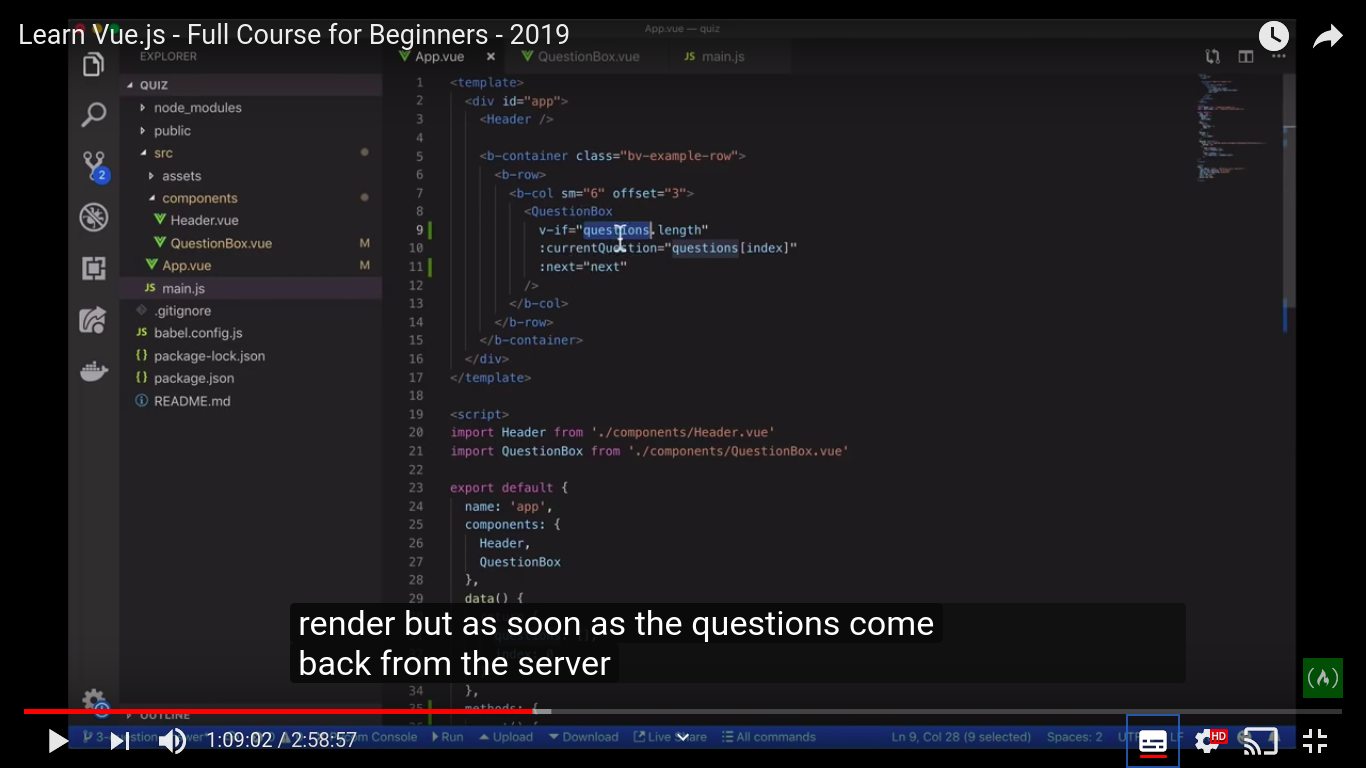 Learn Vue.js - Full Course for Beginners - 2019
App.vue — quiz
EXPLORER
App.vue
QuestionBox.vue
JS main.js
QUIZ
node_modules
public
src
assets
components
Header.vue
QuestionBox.vue M
App.vue M
JS main.js
.gitignore
JS babel.config.js
{} package-lock.json
{} package.json
README.md
2
1 <template>
2 <div id="app">
3 <Header />
4
5 <b-container class="bv-example-row">
6 <b-row>
7 <b-col sm="6" offset="3">
8 <QuestionBox
9 v-if="questions.length"
10 :currentQuestion="questions[index]"
11 :next="next"
12 />
13 </b-col>
14 </b-row>
15 </b-container>
16 </div>
17 </template>
18
19 <script>
20 import Header from './components/Header.vue'
21 import QuestionBox from './components/QuestionBox.vue'
22
23 export default {
24 name: 'app',
25 components: {
26 Header,
27 QuestionBox
28 },
29 data() {
34 },
35 methods: {
render but as soon as the questions come
back from the server
OUTLINE
1:09:02 / 2:58:57
Run
Upload
Download
Live Share
All commands
Ln 9, Col 28 (9 selected)
Spaces: 2
HD